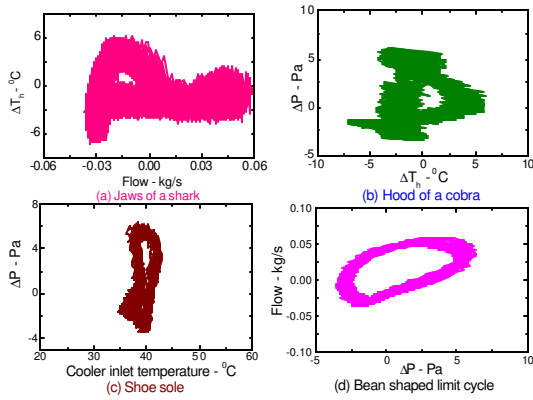 6
0
-6
ΔT_h - ⁰C
-0.06 -0.03 0.00 0.03 0.06
Flow - kg/s
(a) Jaws of a shark
10
5
0
-5
ΔP - Pa
-10 -5 0 5 10
ΔT_h - ⁰C
(b) Hood of a cobra
8
4
0
-4
ΔP - Pa
20 30 40 50 60
Cooler inlet temperature - ⁰C
(c) Shoe sole
0.10
0.05
0.00
-0.05
-0.10
Flow - kg/s
-5 0 5 10
ΔP - Pa
(d) Bean shaped limit cycle